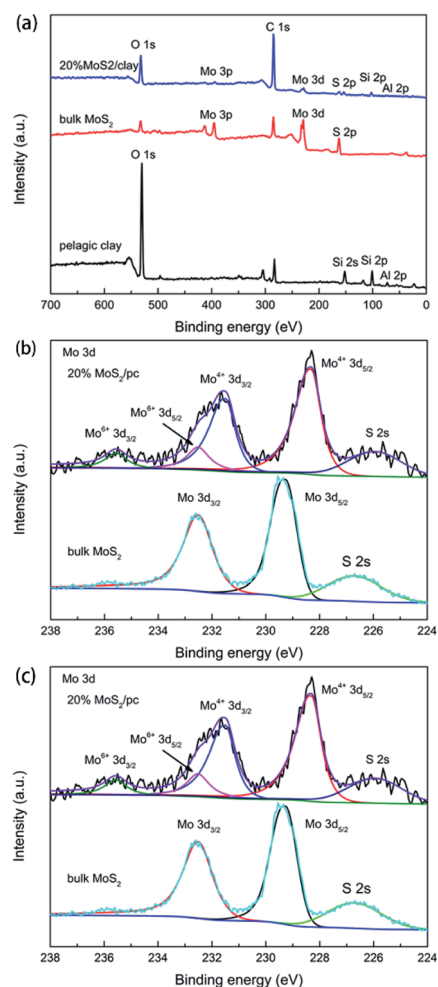 (a)
C 1s
O 1s
20%MoS2/clay
Mo 3p
Mo 3d
S 2p
Si 2p
Al 2p
bulk MoS₂
Mo 3p
Mo 3d
S 2p
O 1s
pelagic clay
Si 2s
Si 2p
Al 2p
Intensity (a.u.)
700 600 500 400 300 200 100 0
Binding energy (eV)
(b)
Mo 3d
20% MoS₂/pc
Mo⁴⁺ 3d₃/₂
Mo⁴⁺ 3d₅/₂
Mo⁶⁺ 3d₅/₂
Mo⁶⁺ 3d₃/₂
S 2s
Mo 3d₃/₂
Mo 3d₅/₂
bulk MoS₂
S 2s
Intensity (a.u.)
238 236 234 232 230 228 226 224
Binding energy (eV)
(c)
Mo 3d
20% MoS₂/pc
Mo⁴⁺ 3d₃/₂
Mo⁴⁺ 3d₅/₂
Mo⁶⁺ 3d₅/₂
Mo⁶⁺ 3d₃/₂
S 2s
Mo 3d₃/₂
Mo 3d₅/₂
bulk MoS₂
S 2s
Intensity (a.u.)
238 236 234 232 230 228 226 224
Binding energy (eV)